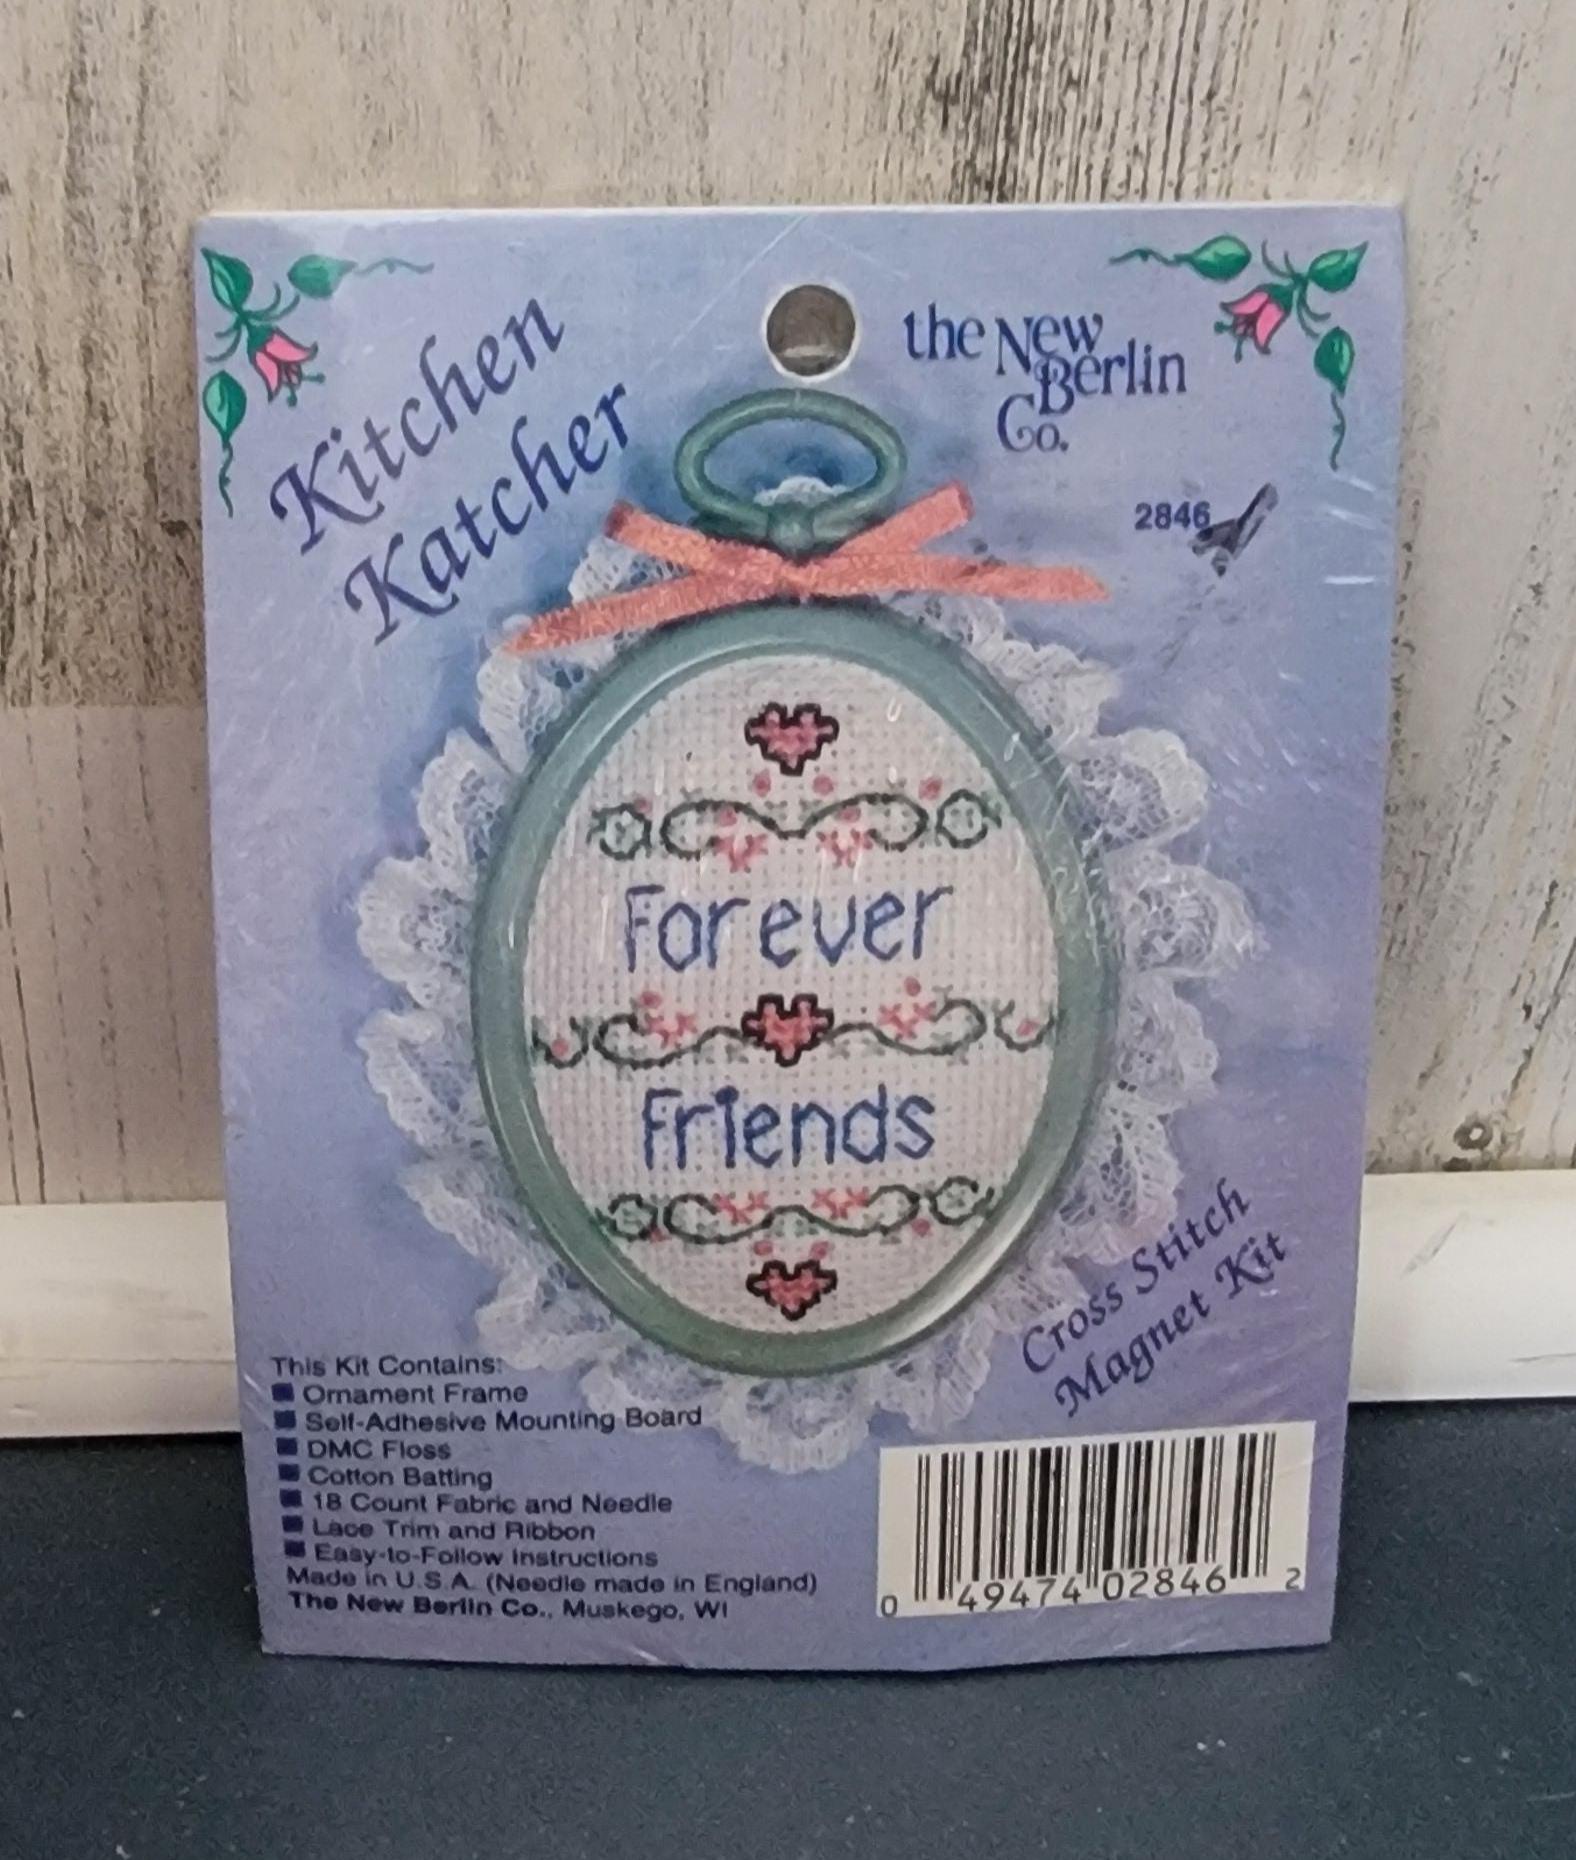 Kitchen
Katcher
the New
Berlin
Co.
2846
Forever
Friends
Cross Stitch
Magnet Kit
This Kit Contains:
■ Ornament Frame
■ Self-Adhesive Mounting Board
■ DMC Floss
■ Cotton Batting
■ 18 Count Fabric and Needle
■ Lace Trim and Ribbon
■ Easy-to-Follow Instructions
Made in U.S.A. (Needle made in England)
The New Berlin Co., Muskego, WI
0 49474 02846 2